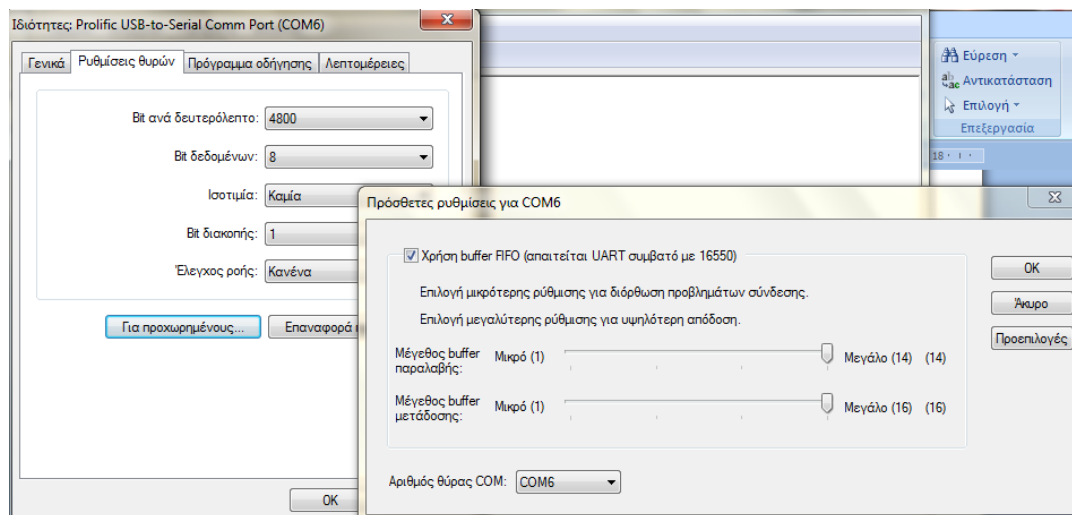 Ιδιότητες: Prolific USB-to-Serial Comm Port (COM6)
Γενικά
Ρυθμίσεις θυρών
Πρόγραμμα οδήγησης
Λεπτομέρειες
Bit ανά δευτερόλεπτο: 4800
Bit δεδομένων: 8
Ισοτιμία: Καμία
Bit διακοπής: 1
Έλεγχος ροής: Κανένα
Για προχωρημένους...
Επαναφορά
OK
Εύρεση
Αντικατάσταση
Επιλογή
Επεξεργασία
18
Πρόσθετες ρυθμίσεις για COM6
Χρήση buffer FIFO (απαιτείται UART συμβατό με 16550)
Επιλογή μικρότερης ρύθμισης για διόρθωση προβλημάτων σύνδεσης.
Επιλογή μεγαλύτερης ρύθμισης για υψηλότερη απόδοση.
Μέγεθος buffer
παραλαβής:
Μικρό (1)
Μεγάλο (14) (14)
Μέγεθος buffer
μετάδοσης:
Μικρό (1)
Μεγάλο (16) (16)
Αριθμός θύρας COM: COM6
OK
Άκυρο
Προεπιλογές